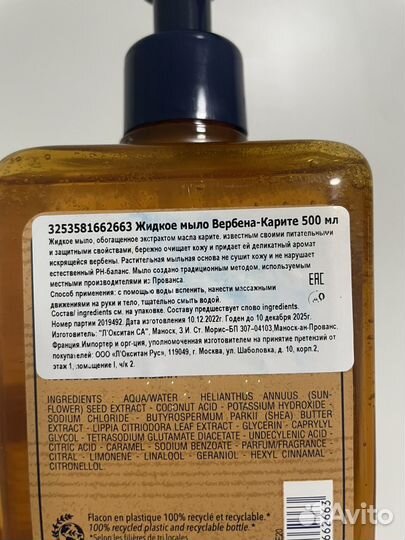 3253581662663 Жидкое мыло Вербена-Карите 500 мл
Жидкое мыло, обогащенное экстрактом масла карите, известным своими питательными
и защитными свойствами, бережно очищает кожу и придает ей деликатный аромат
искрящейся вербены. Растительная мыльная основа не сушит кожу и не нарушает
естественный PH-баланс. Мыло создано традиционным методом, используемым
местными производителями из Прованса.
Способ применения: с помощью воды вспенить, нанести массажными
движениями на руки и тело, тщательно смыть водой.
Состав/ ingredients см. на упаковке. Составу предшествует слово ingredients.
Номер партии 2019492. Дата изготовления 10.12.2022г. Годен до 10 декабря 2025г.
Изготовитель: "Л'Окситан СА", Маноск, З.И. Ст. Морис-БП 307-04103,Маноск-ан-Прованс,
Франция Импортер и орг-ция, уполномоченная изготовителем на принятие претензий от
покупателей: ООО «Л'Окситан Рус», 119049, г. Москва, ул. Шаболовка, д. 10, корп.2,
этаж 1, помещение I, ч/к 2.
EAC
INGREDIENTS : AQUA/WATER - HELIANTHUS ANNUUS (SUN-
FLOWER) SEED EXTRACT - COCONUT ACID - POTASSIUM HYDROXIDE -
SODIUM CHLORIDE - BUTYROSPERMUM PARKII (SHEA) BUTTER
EXTRACT - LIPPIA CITRIODORA LEAF EXTRACT - GLYCERIN - CAPRYLYL
GLYCOL - TETRASODIUM GLUTAMATE DIACETATE - UNDECYLENIC ACID -
CITRIC ACID - CARAMEL - SODIUM BENZOATE - PARFUM/FRAGRANCE -
CITRAL - LIMONENE - LINALOOL - GERANIOL - HEXYL CINNAMAL -
CITRONELLOL
Flacon en plastique 100% recyclé et recyclable.*
100% recycled plastic and recyclable bottle.*
*Selon les filières de tri locales
662663
Avito